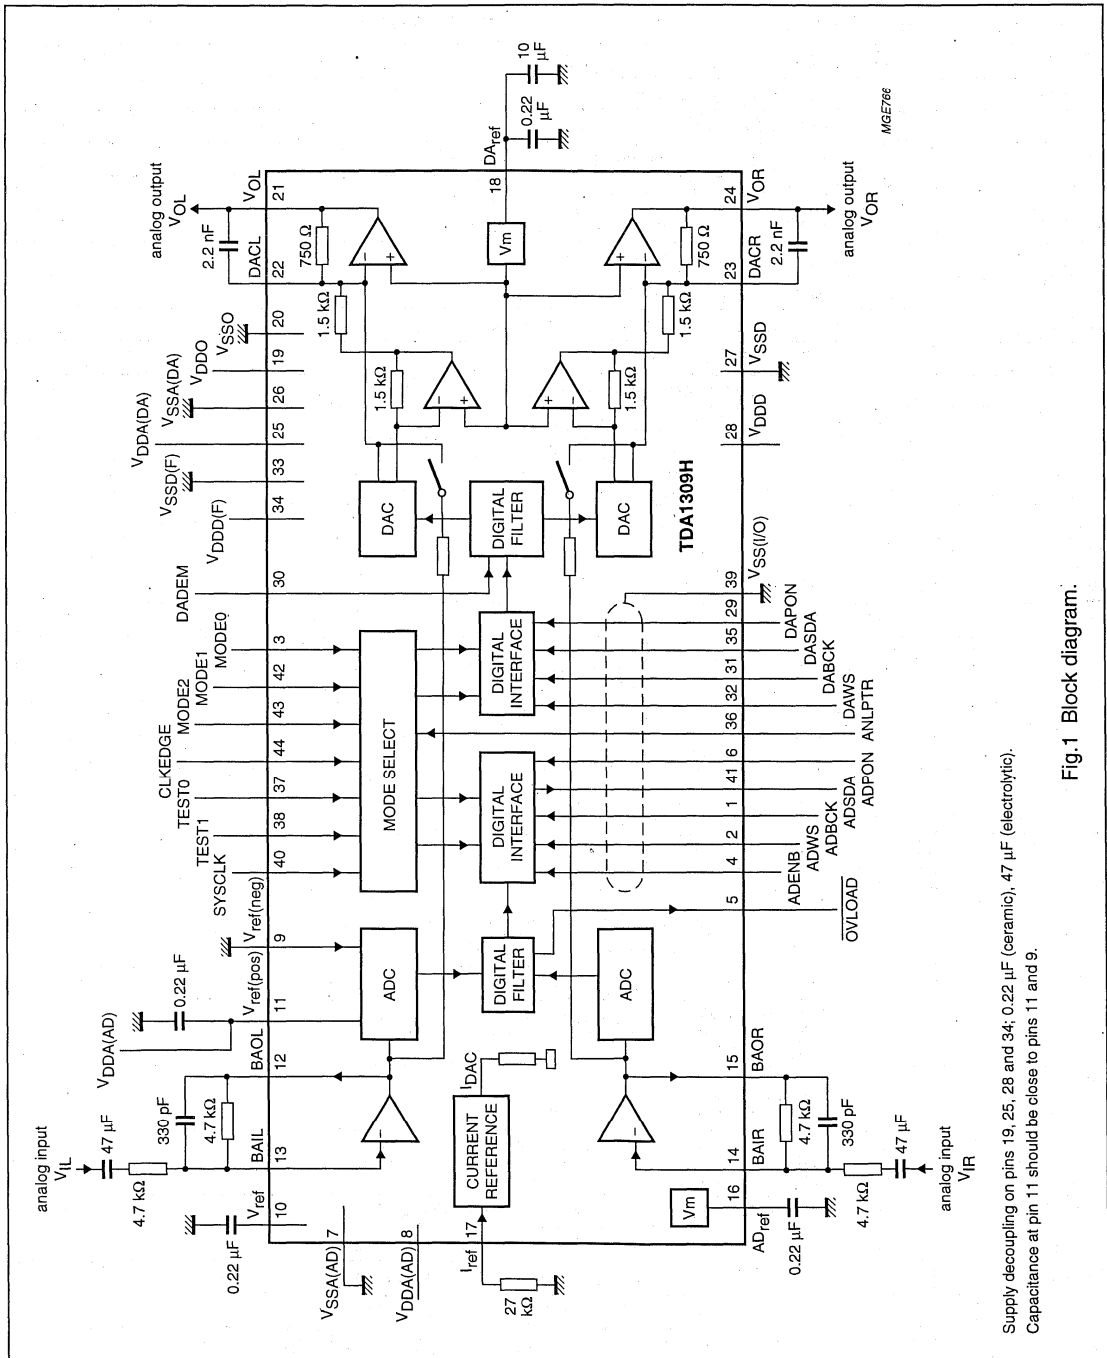 analog input
V_IL
47 µF
4.7 kΩ
330 pF
4.7 kΩ
BAIL
13
BAOL
12
V_DDA(AD)
0.22 µF
V_ref(pos)
11
V_ref(neg)
9
SYSCLK
40
TEST1
38
TEST0
37
CLKEDGE
44
MODE2
43
MODE1
42
MODE0
3
DADEM
30
V_DDD(F)
34
V_SSD(F)
33
V_DDA(DA)
25
V_SSA(DA)
26
V_DDO
19
V_SSO
20
DACL
22
2.2 nF
analog output
V_OL
V_OL
21
0.22 µF
V_ref
10
V_SSA(AD)
7
V_DDA(AD)
8
I_ref
17
27
kΩ
CURRENT
REFERENCE
I_DAC
ADC
MODE SELECT
DIGITAL
FILTER
DIGITAL
INTERFACE
DIGITAL
INTERFACE
DIGITAL
FILTER
DAC
1.5 kΩ
1.5 kΩ
750 Ω
− +
− +
−
Vm
18
DA_ref
0.22
µF
10
µF
ADC
DAC
− +
− +
−
1.5 kΩ
1.5 kΩ
750 Ω
TDA1309H
Vm
16
AD_ref
0.22 µF
14
BAIR
4.7 kΩ
47 µF
analog input
V_IR
4.7 kΩ
330 pF
15
BAOR
5
OVLOAD
4
ADENB
2
ADWS
1
ADBCK
41
ADSDA
6
ADPON
36
ANLPTR
32
DAWS
31
DABCK
35
DASDA
29
DAPON
39
V_SS(I/O)
28
V_DDD
27
V_SSD
23
DACR
2.2 nF
24
V_OR
analog output
V_OR
MGE766
Supply decoupling on pins 19, 25, 28 and 34; 0.22 µF (ceramic), 47 µF (electrolytic).
Capacitance at pin 11 should be close to pins 11 and 9.
Fig.1 Block diagram.